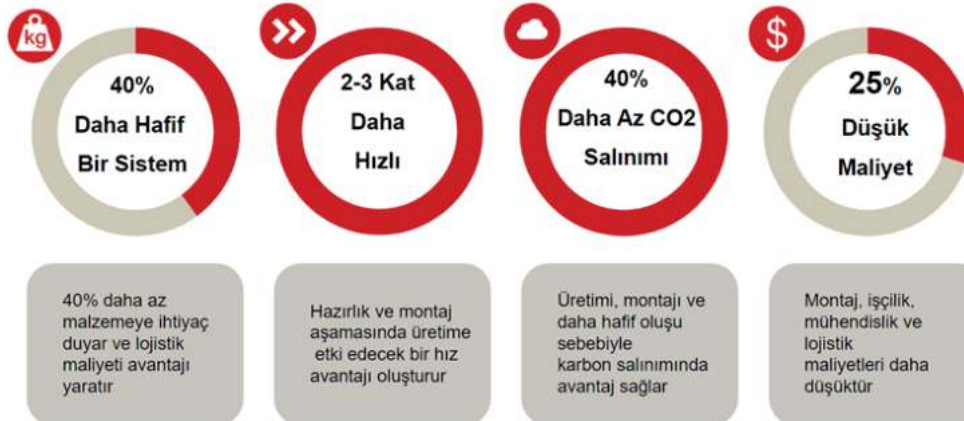 kg
40%
Daha Hafif
Bir Sistem
2-3 Kat
Daha
Hızlı
40%
Daha Az CO2
Salınımı
$
25%
Düşük
Maliyet
40% daha az
malzemeye ihtiyaç
duyar ve lojistik
maliyeti avantajı
yaratır
Hazırlık ve montaj
aşamasında üretime
etki edecek bir hız
avantajı oluşturur
Üretimi, montajı ve
daha hafif oluşu
sebebiyle
karbon salınımında
avantaj sağlar
Montaj, işçilik,
mühendislik ve
lojistik
maliyetleri daha
düşüktür